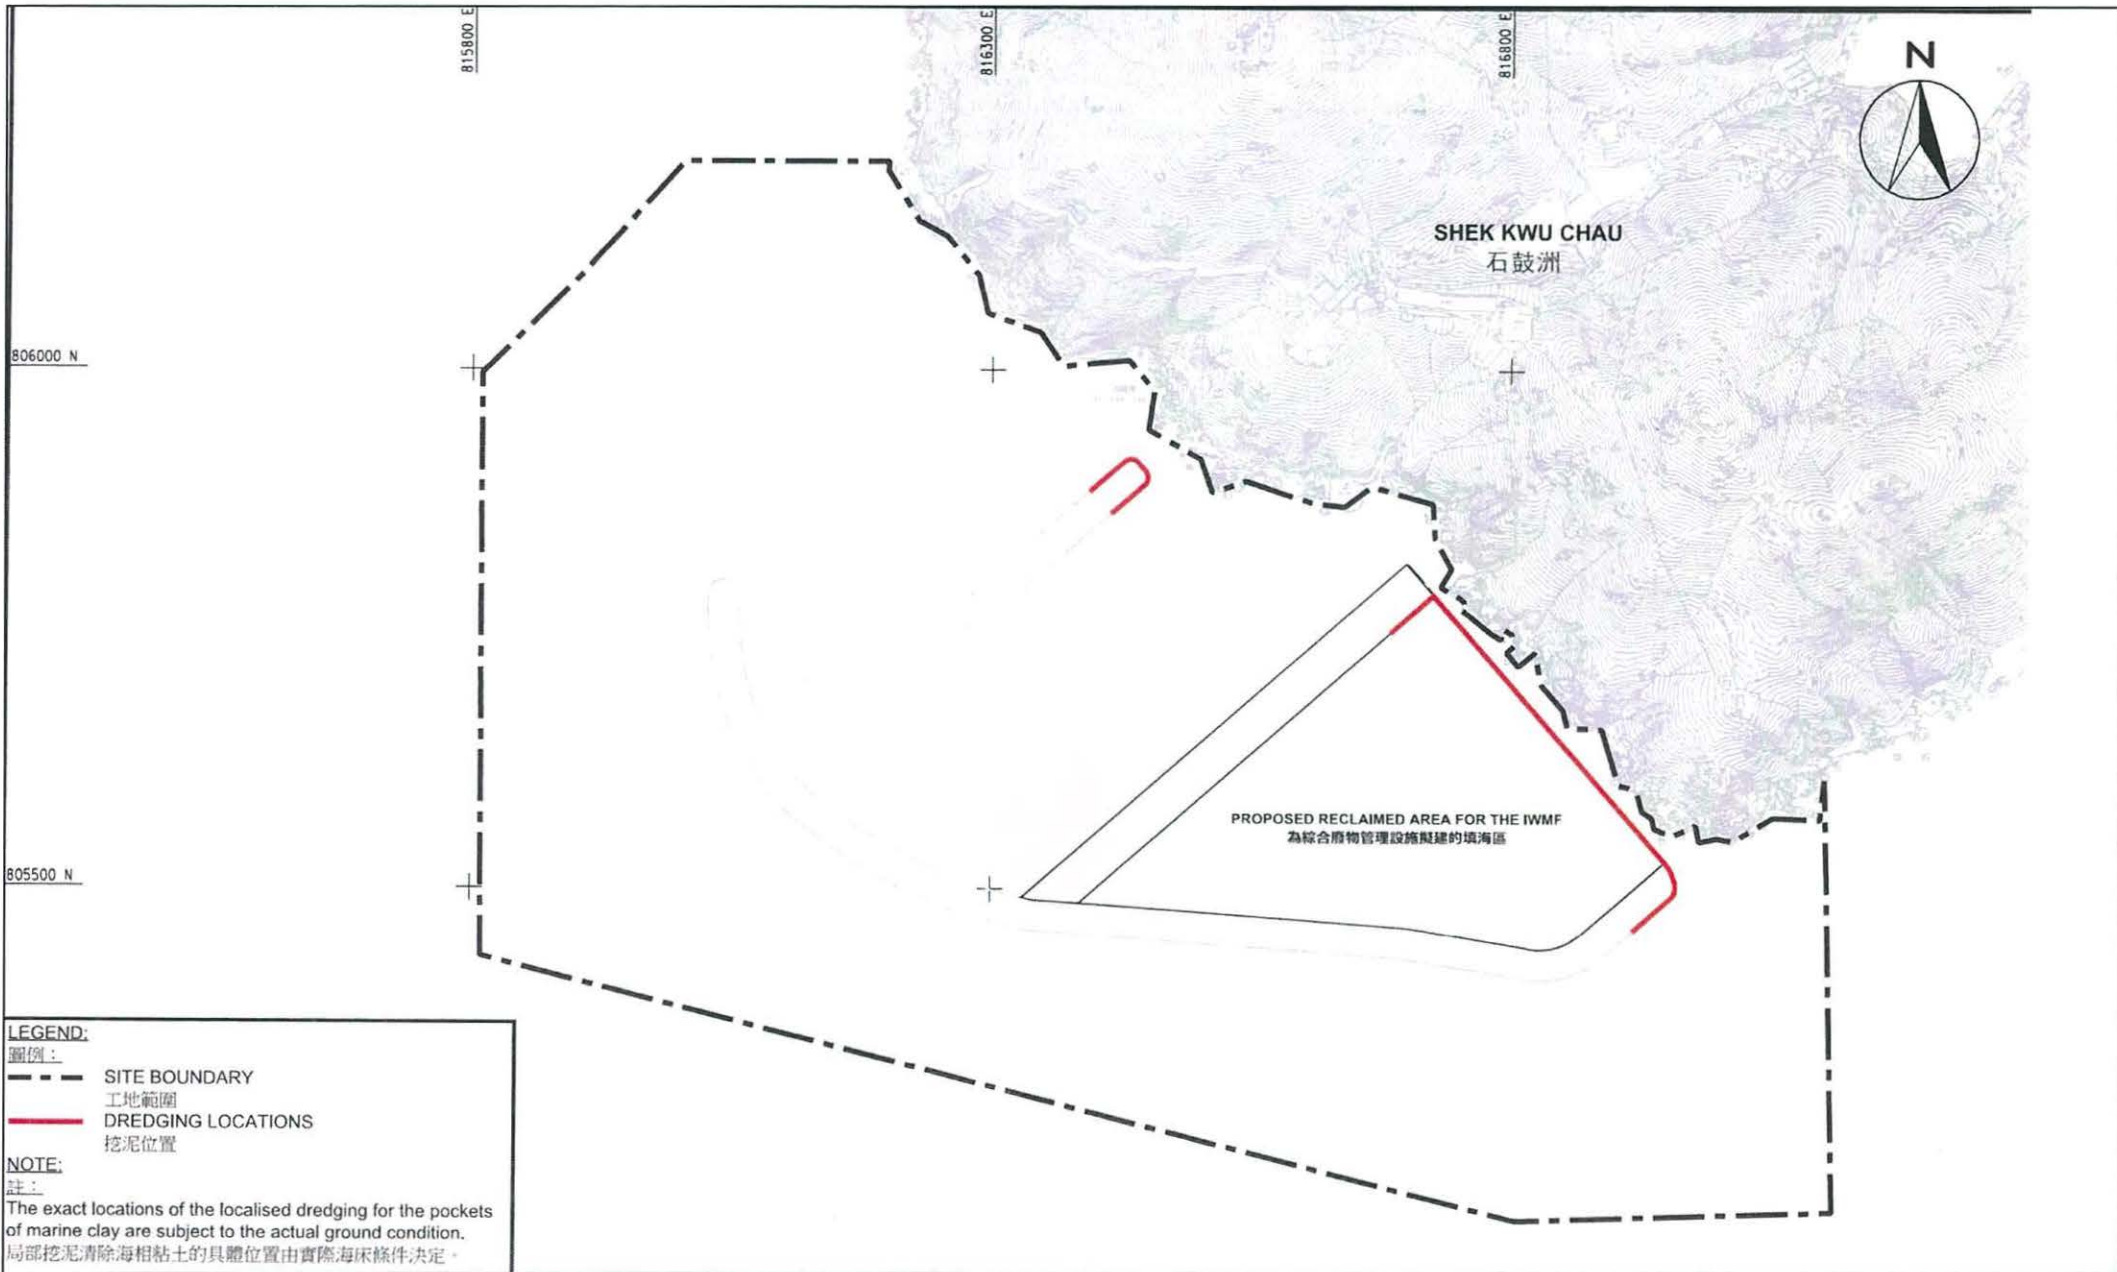 815800 E
816300 E
816800 E
N
SHEK KWU CHAU
石鼓洲
806000 N
PROPOSED RECLAIMED AREA FOR THE IWMF
為綜合廢物管理設施擬建的填海區
805500 N
LEGEND:
圖例：
SITE BOUNDARY
工地範圍
DREDGING LOCATIONS
挖泥位置
NOTE:
註：
The exact locations of the localised dredging for the pockets
of marine clay are subject to the actual ground condition.
局部挖泥清除海相粘土的具體位置由實際海床條件決定。